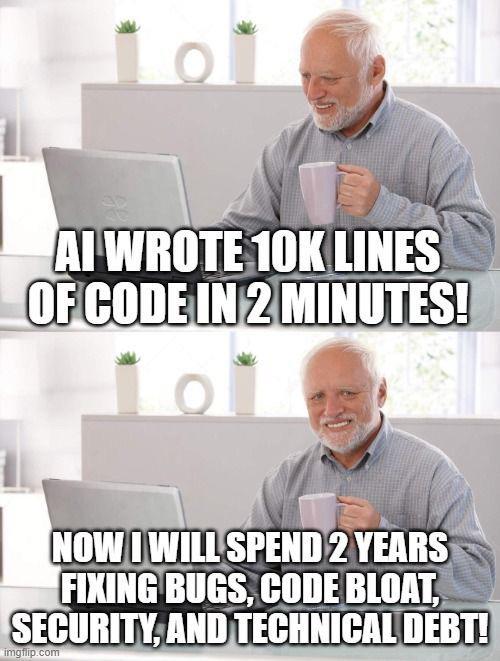 AI WROTE 10K LINES
OF CODE IN 2 MINUTES!
NOW I WILL SPEND 2 YEARS
FIXING BUGS, CODE BLOAT,
SECURITY, AND TECHNICAL DEBT!
imgflip.com